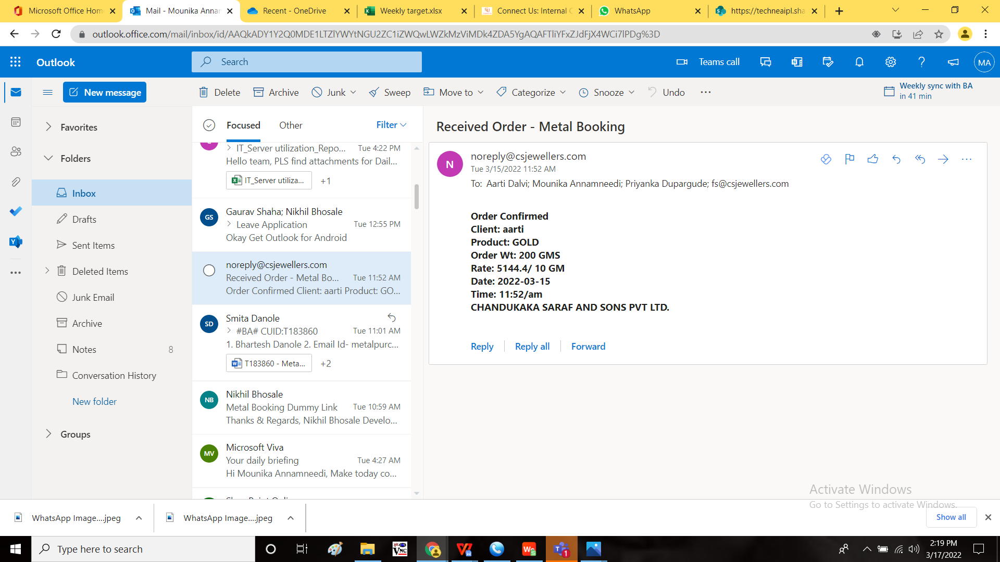 Microsoft Office Hom
Mail - Mounika Annan
Recent - OneDrive
Weekly target.xlsx
Connect Us: Internal C
WhatsApp
https://techneaipl.sha
outlook.office.com/mail/inbox/id/AAQkADY1Y2Q0MDE1LTZlYWYtNGU2ZC1iZWQwLWZkMzViMDk4ZDA5YgAQAFTliYFxZJdFjX4WCi7lPDg%3D
Outlook
Search
Teams call
MA
New message
Delete
Archive
Junk
Sweep
Move to
Categorize
Snooze
Undo
Weekly sync with BA
in 41 min
Favorites
Folders
Inbox
Drafts
Sent Items
Deleted Items
Junk Email
Archive
Notes 8
Conversation History
New folder
Groups
Focused
Other
Filter
IT_Server utilization_Repo... Tue 4:22 PM
Hello team, PLS find attachments for Dail...
IT_Server utiliza... +1
GS
Gaurav Shaha; Nikhil Bhosale
Leave Application Tue 12:55 PM
Okay Get Outlook for Android
noreply@csjewellers.com
Received Order - Metal Bo... Tue 11:52 AM
Order Confirmed Client: aarti Product: GO...
SD
Smita Danole
#BA# CUID:T183860 Tue 11:01 AM
1. Bhartesh Danole 2. Email Id- metalpurc...
T183860 - Meta... +2
NB
Nikhil Bhosale
Metal Booking Dummy Link Tue 10:59 AM
Thanks & Regards, Nikhil Bhosale Develo...
MV
Microsoft Viva
Your daily briefing Tue 4:27 AM
Hi Mounika Annamneedi, Make today co...
Received Order - Metal Booking
N
noreply@csjewellers.com
Tue 3/15/2022 11:52 AM
To: Aarti Dalvi; Mounika Annamneedi; Priyanka Dupargude; fs@csjewellers.com
Order Confirmed
Client: aarti
Product: GOLD
Order Wt: 200 GMS
Rate: 5144.4/ 10 GM
Date: 2022-03-15
Time: 11:52/am
CHANDUKAKA SARAF AND SONS PVT LTD.
Reply
Reply all
Forward
Activate Windows
Go to Settings to activate Windows.
WhatsApp Image....jpeg
WhatsApp Image....jpeg
Show all
Type here to search
2:19 PM
3/17/2022